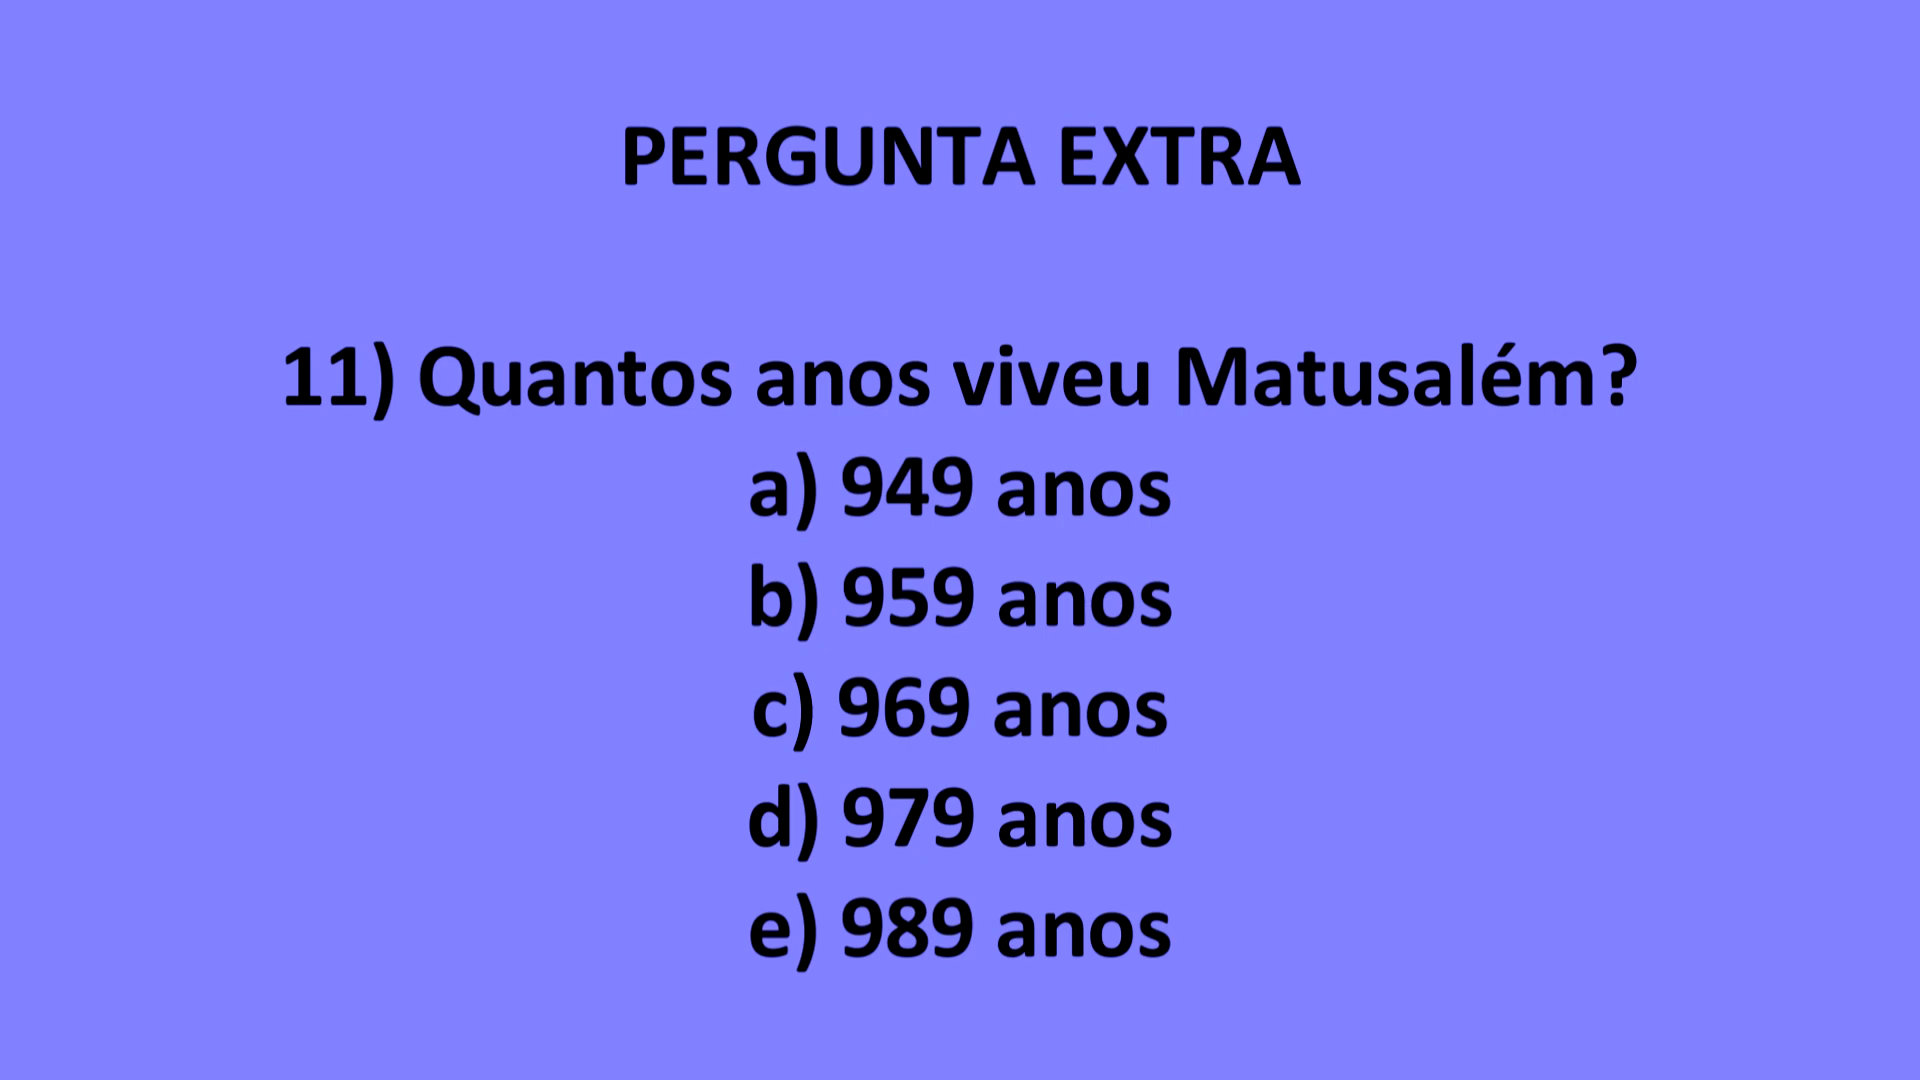 PERGUNTA EXTRA
11) Quantos anos viveu Matusalém?
a) 949 anos
b) 959 anos
c) 969 anos
d) 979 anos
e) 989 anos